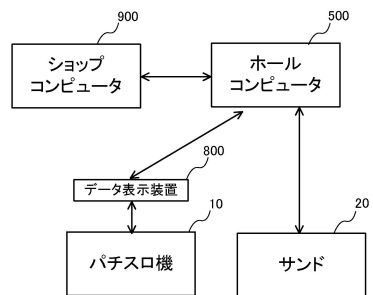 900
500
ショップ
コンピュータ
ホール
コンピュータ
800
データ表示装置
10
20
パチスロ機
サンド